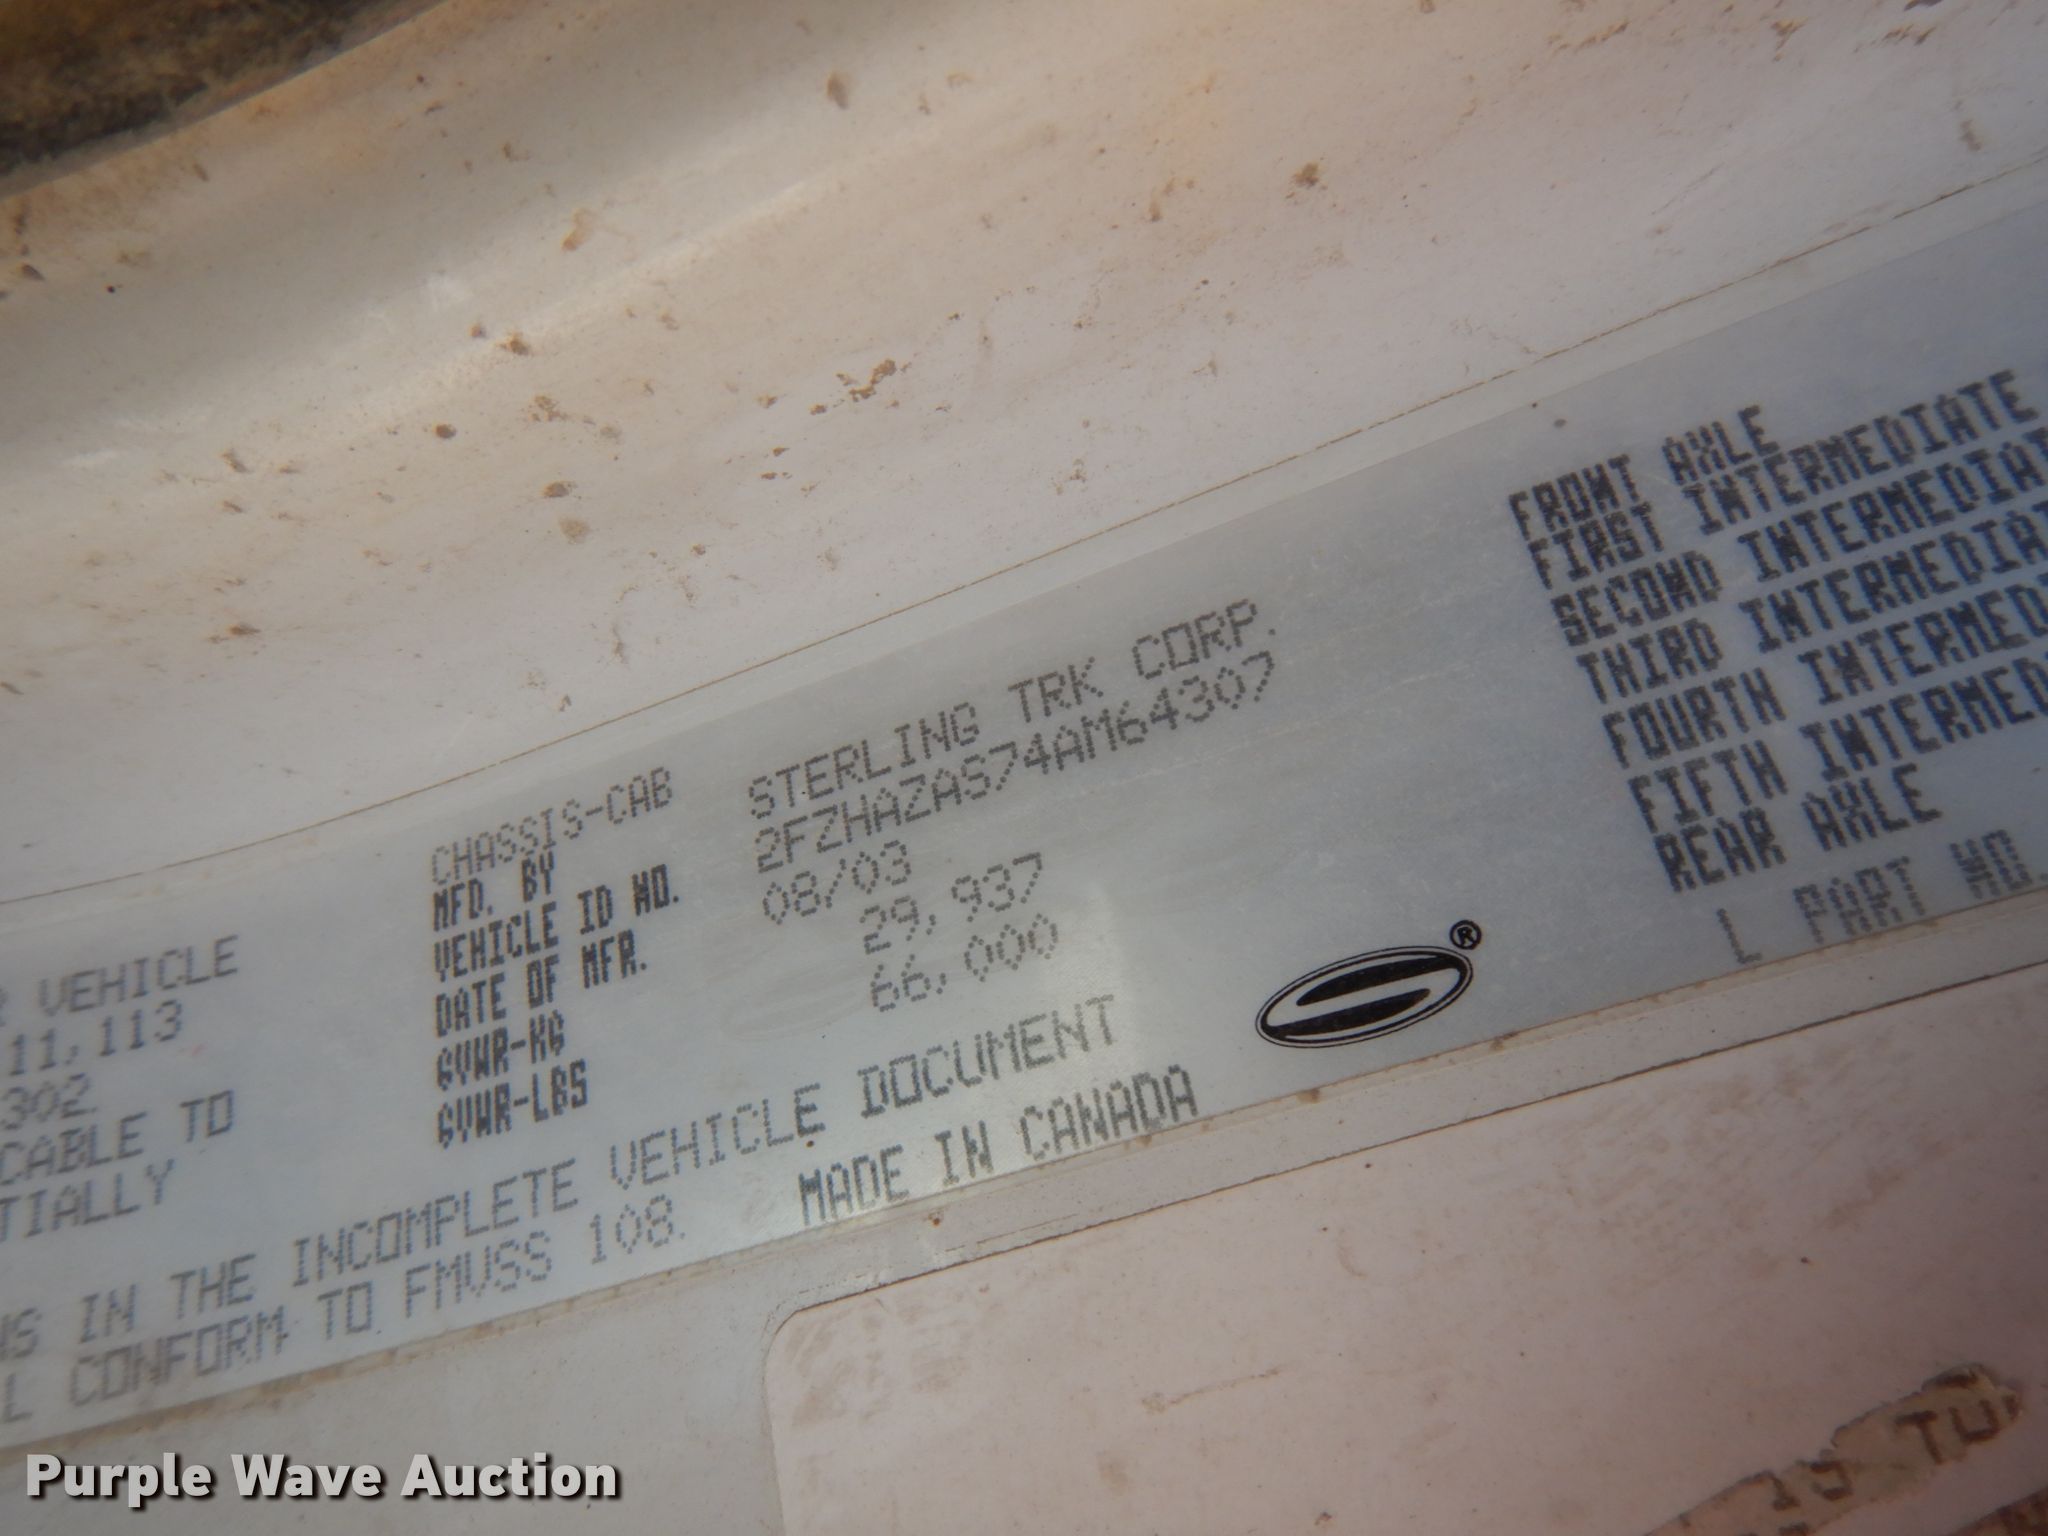 VEHICLE
11,113
302
CABLE TO
TIALLY
IN THE INCOMPLETE VEHICLE DOCUMENT
CONFORM TO FMVSS 108.
MADE IN CANADA
CHASSIS-CAB
MFD. BY STERLING TRK CORP.
VEHICLE ID NO. 2FZHAZAS74AM64307
DATE OF MFR. 08/03
GVWR-KG 29,937
GVWR-LBS 66,000
®
FRONT AXLE
FIRST INTERMEDIATE
SECOND INTERMEDIAT
THIRD INTERMEDIAT
FOURTH INTERMEDI
FIFTH INTERMED
REAR AXLE
PART NO.
Purple Wave Auction